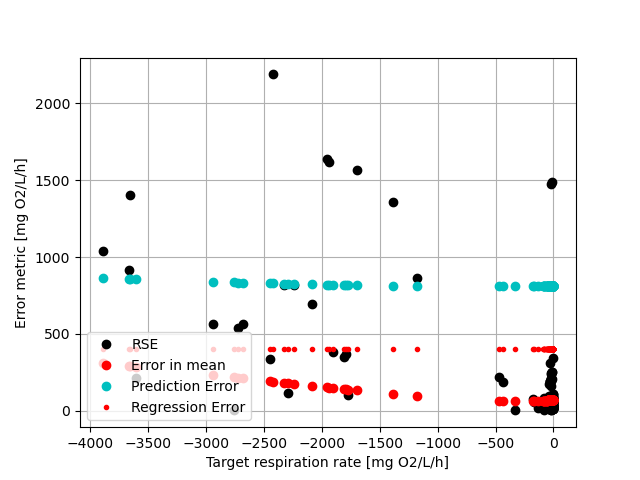 2000
1500
1000
500
0
Error metric [mg O2/L/h]
RSE
Error in mean
Prediction Error
Regression Error
−4000 −3500 −3000 −2500 −2000 −1500 −1000 −500 0
Target respiration rate [mg O2/L/h]